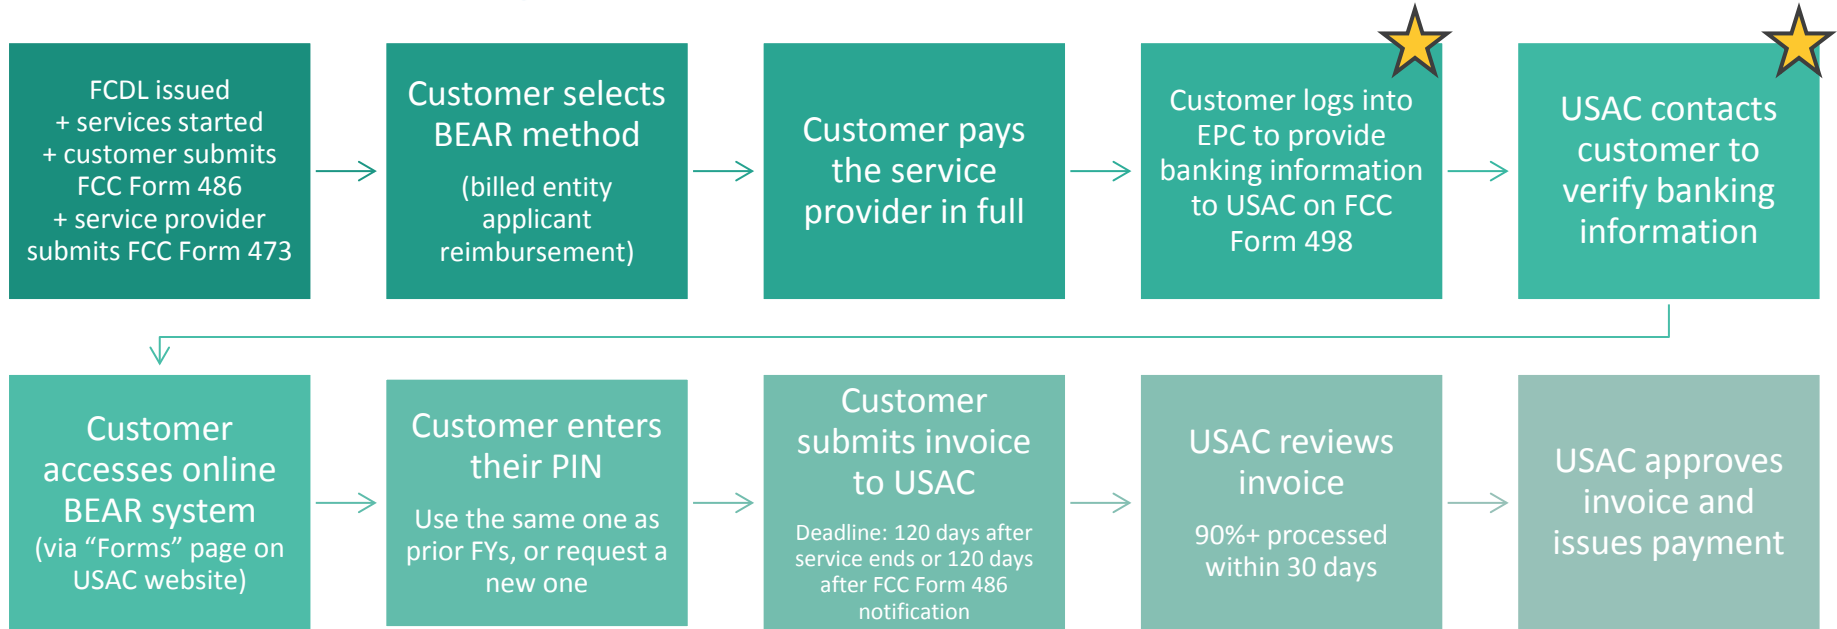 FCDL issued
+ services started
+ customer submits
FCC Form 486
+ service provider
submits FCC Form 473
Customer selects
BEAR method
(billed entity
applicant
reimbursement)
Customer pays
the service
provider in full
Customer logs into
EPC to provide
banking information
to USAC on FCC
Form 498
USAC contacts
customer to
verify banking
information
Customer
accesses online
BEAR system
(via “Forms” page on
USAC website)
Customer enters
their PIN
Use the same one as
prior FYs, or request a
new one
Customer
submits invoice
to USAC
Deadline: 120 days after
service ends or 120 days
after FCC Form 486
notification
USAC reviews
invoice
90%+ processed
within 30 days
USAC approves
invoice and
issues payment